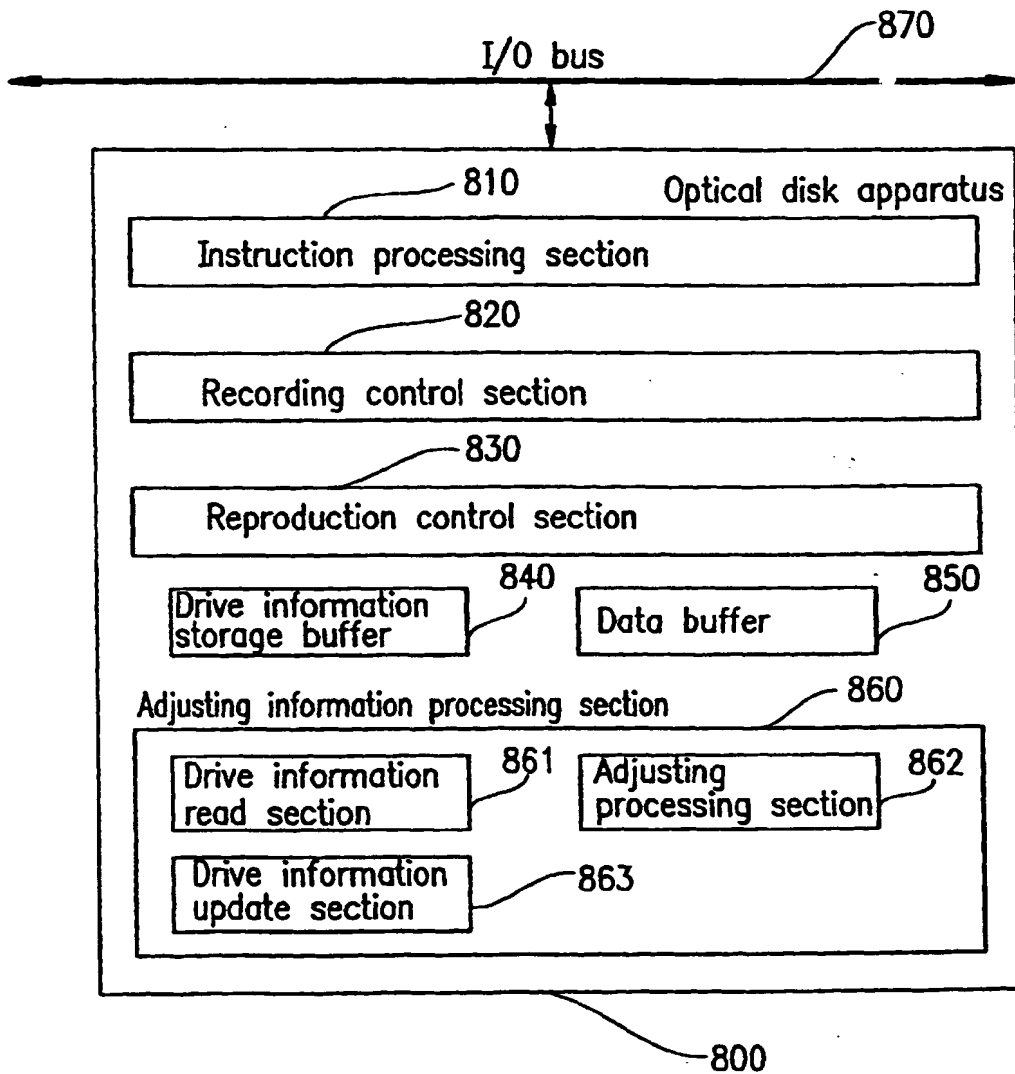 870
I/O bus
810
Optical disk apparatus
Instruction processing section
820
Recording control section
830
Reproduction control section
840
850
Drive information
storage buffer
Data buffer
860
Adjusting information processing section
Drive information
read section
861
Adjusting
processing section
862
Drive information
update section
863
800